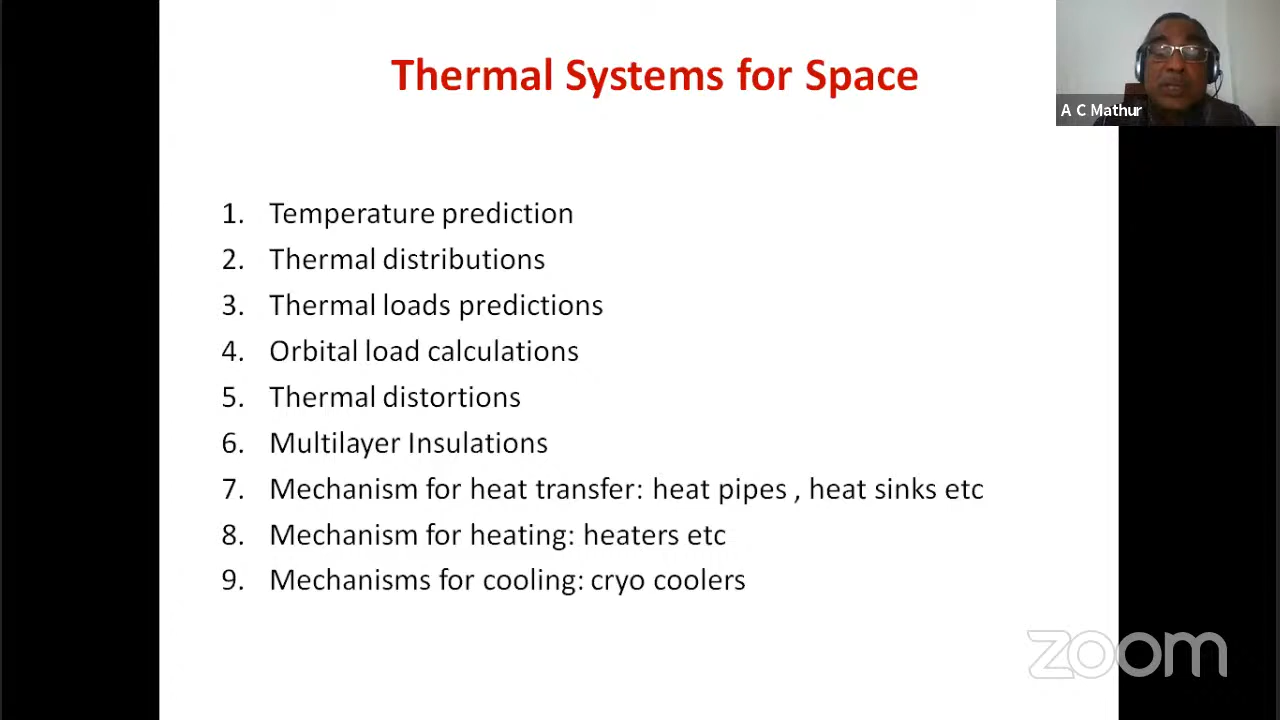 Thermal Systems for Space
A C Mathur
1. Temperature prediction
2. Thermal distributions
3. Thermal loads predictions
4. Orbital load calculations
5. Thermal distortions
6. Multilayer Insulations
7. Mechanism for heat transfer: heat pipes , heat sinks etc
8. Mechanism for heating: heaters etc
9. Mechanisms for cooling: cryo coolers
zoom